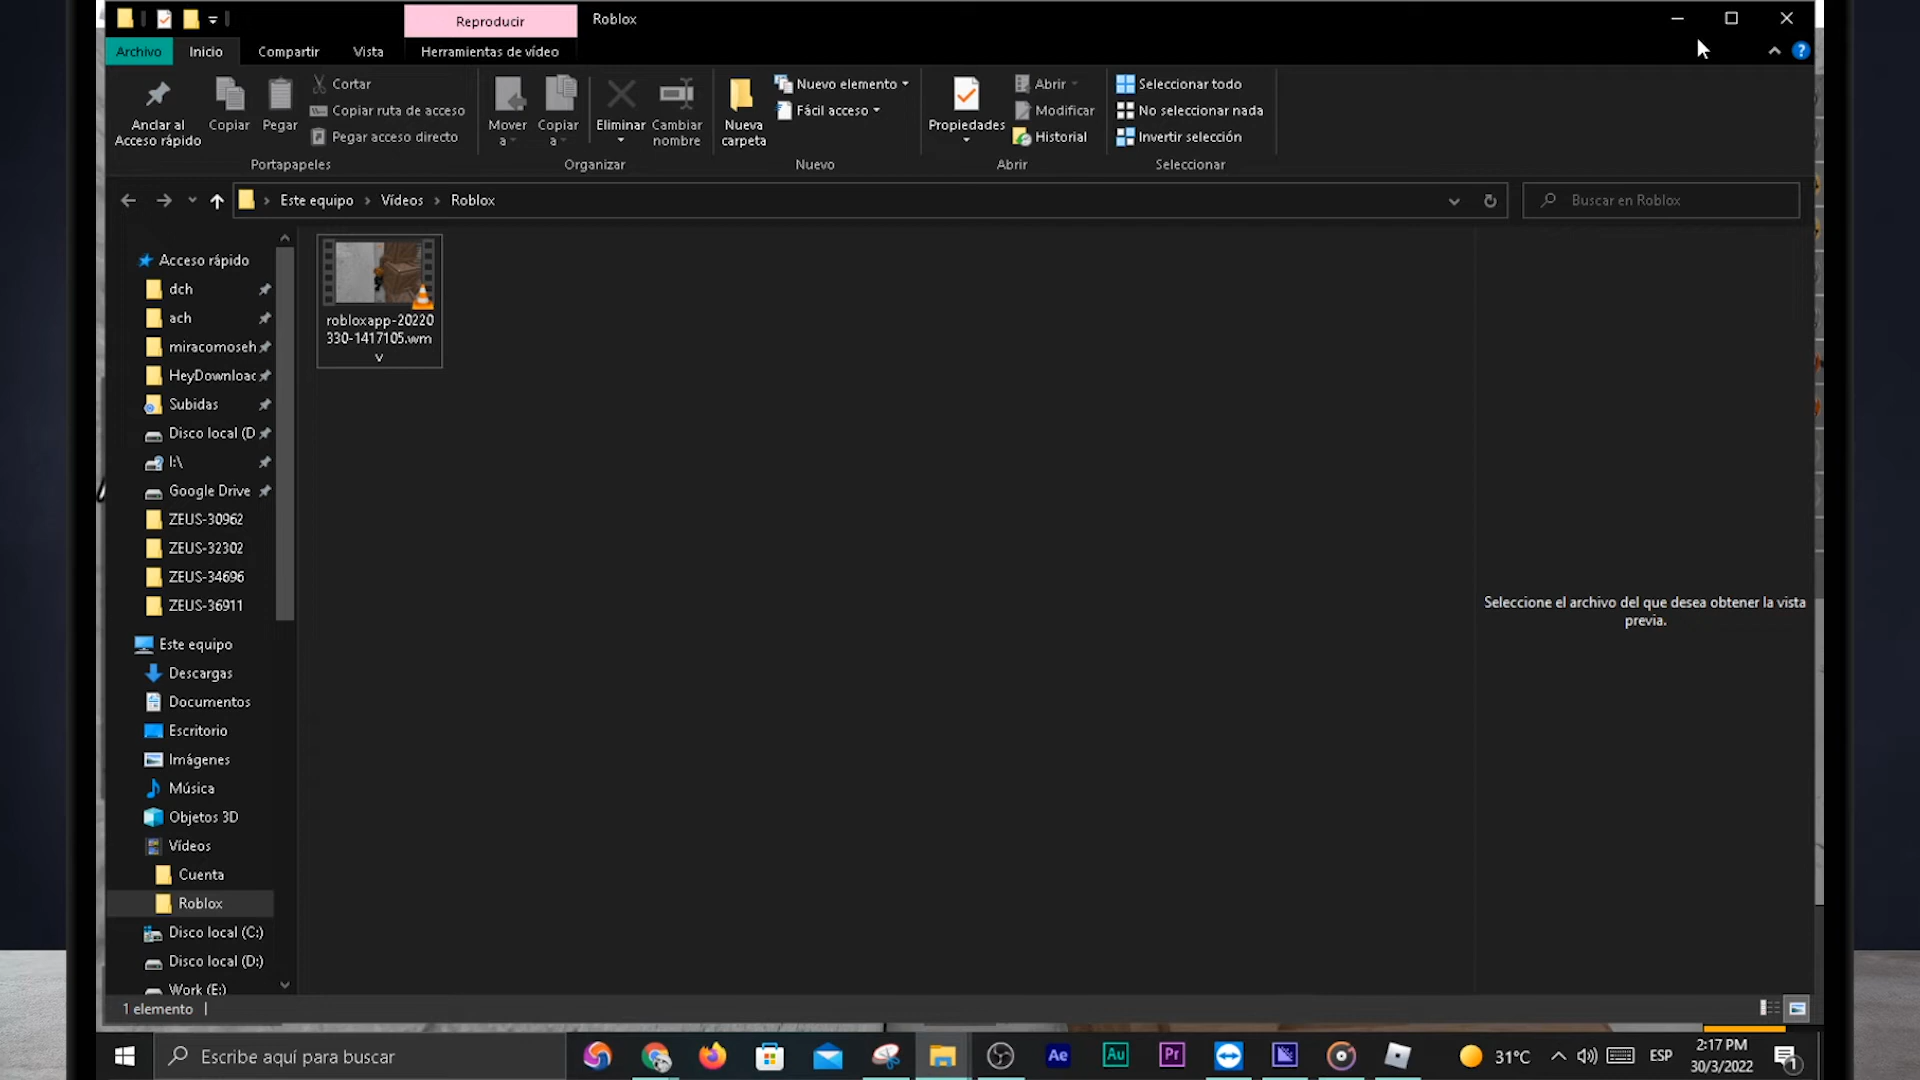 Reproducir
Roblox
Archivo
Inicio
Compartir
Vista
Herramientas de vídeo
Anclar al
Acceso rápido
Copiar
Pegar
Cortar
Copiar ruta de acceso
Pegar acceso directo
Portapapeles
Mover
a
Copiar
a
Eliminar
Cambiar
nombre
Organizar
Nueva
carpeta
Nuevo elemento
Fácil acceso
Nuevo
Propiedades
Abrir
Modificar
Historial
Abrir
Seleccionar todo
No seleccionar nada
Invertir selección
Seleccionar
Este equipo > Vídeos > Roblox
Buscar en Roblox
Acceso rápido
dch
ach
miracomoseh
HeyDownloac
Subidas
Disco local (D
I:\
Google Drive
ZEUS-30962
ZEUS-32302
ZEUS-34696
ZEUS-36911
Este equipo
Descargas
Documentos
Escritorio
Imágenes
Música
Objetos 3D
Vídeos
Cuenta
Roblox
Disco local (C:)
Disco local (D:)
Work (E:)
robloxapp-20220
330-1417105.wm
v
Seleccione el archivo del que desea obtener la vista
previa.
1 elemento
Escribe aquí para buscar
Ae
Au
Pr
31°C
ESP
2:17 PM
30/3/2022
1